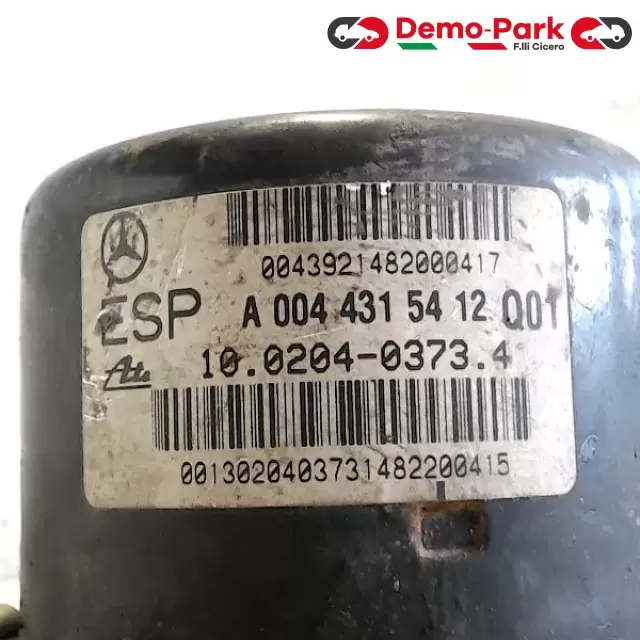 Demo-Park
F.lli Cicero
0043921482000417
ESP A 004 431 54 12 Q01
Ate 10.0204-0373.4
0013020403731482200415